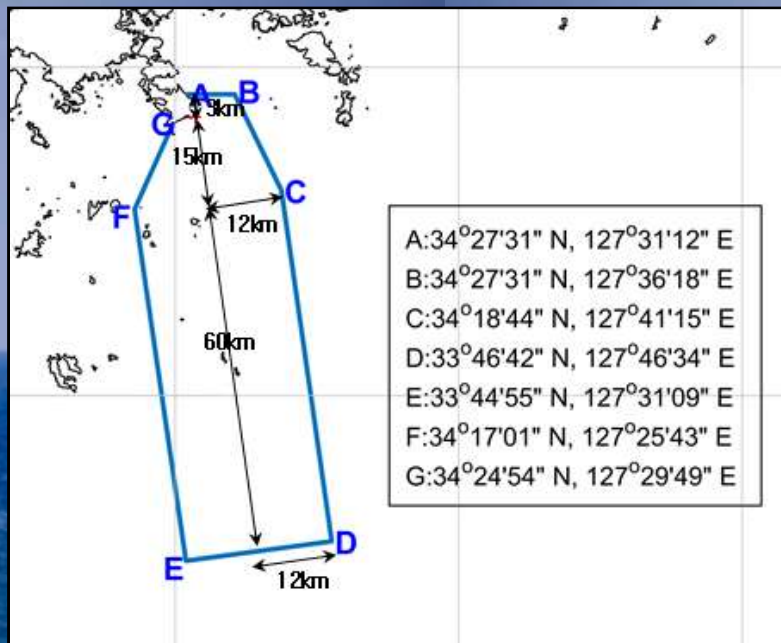 A B
3km
G
15km
C
F
12km
60km
D
E
12km
A:34°27'31" N, 127°31'12" E
B:34°27'31" N, 127°36'18" E
C:34°18'44" N, 127°41'15" E
D:33°46'42" N, 127°46'34" E
E:33°44'55" N, 127°31'09" E
F:34°17'01" N, 127°25'43" E
G:34°24'54" N, 127°29'49" E